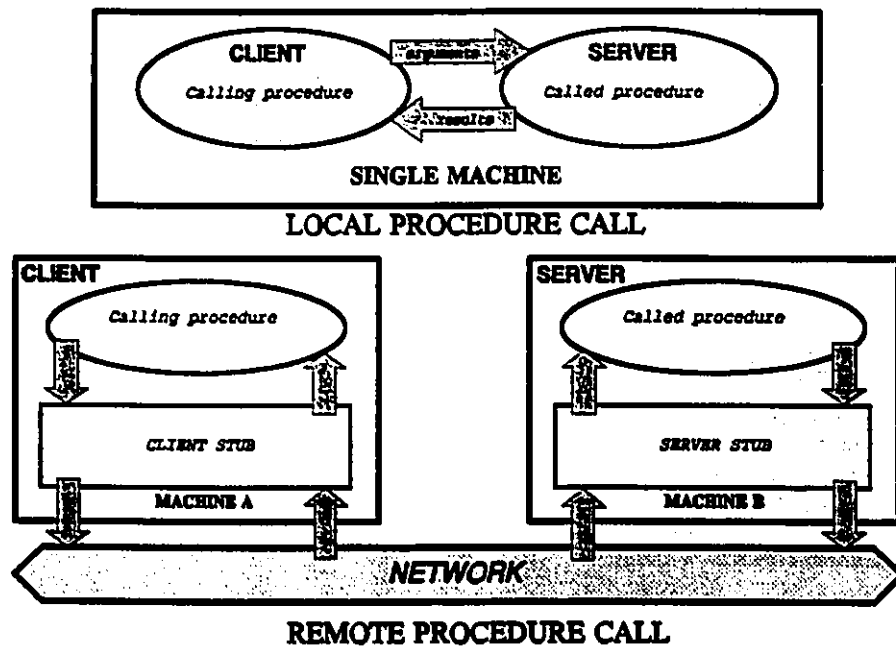 CLIENT
SERVER
arguments
Calling procedure
Called procedure
results
SINGLE MACHINE
LOCAL PROCEDURE CALL
CLIENT
SERVER
Calling procedure
Called procedure
CLIENT STUB
SERVER STUB
MACHINE A
MACHINE B
NETWORK
REMOTE PROCEDURE CALL